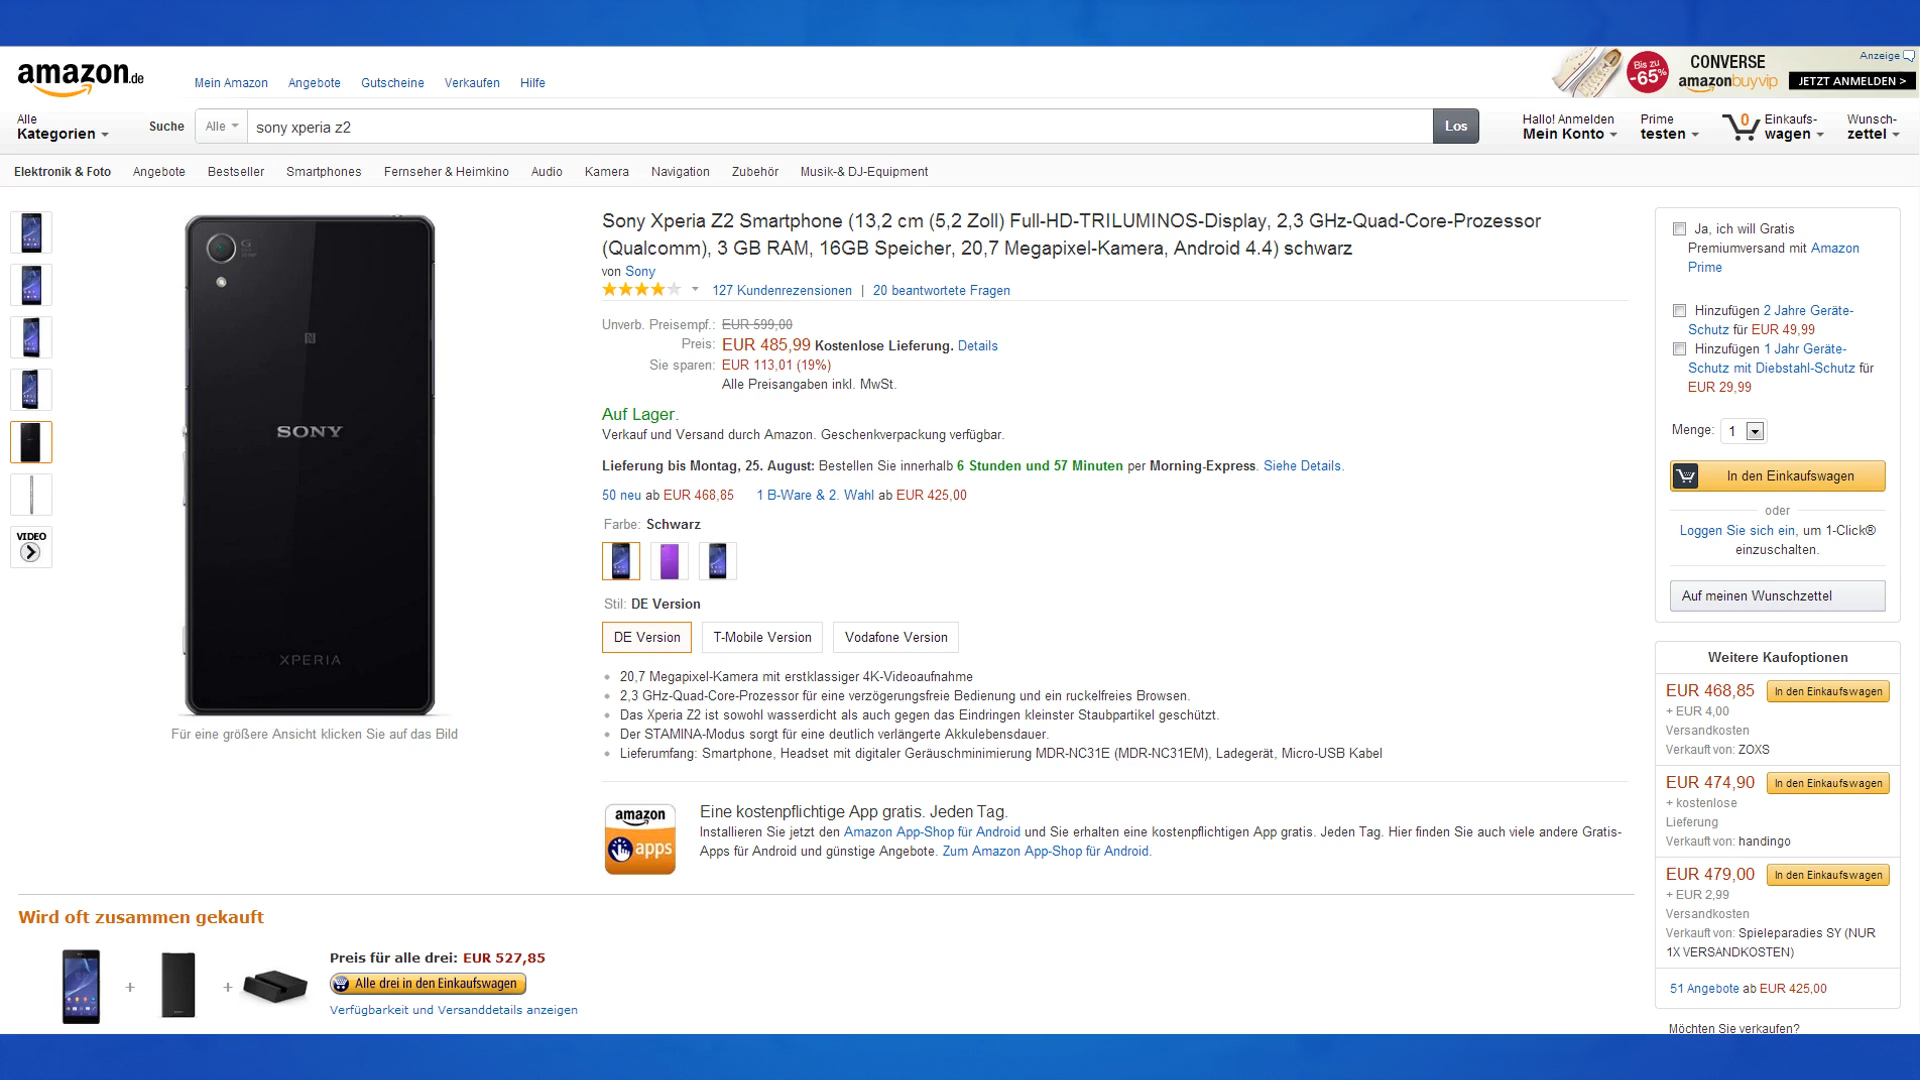 amazon.de
Mein Amazon Angebote Gutscheine Verkaufen Hilfe
Bis zu -65%
CONVERSE
amazonbuyvip
Anzeige
JETZT ANMELDEN >
Alle
Kategorien
Suche Alle sony xperia z2 Los
Hallo! Anmelden
Mein Konto
Prime
testen
0
Einkaufs-
wagen
Wunsch-
zettel
Elektronik & Foto Angebote Bestseller Smartphones Fernseher & Heimkino Audio Kamera Navigation Zubehör Musik-& DJ-Equipment
VIDEO
SONY
XPERIA
Für eine größere Ansicht klicken Sie auf das Bild
Sony Xperia Z2 Smartphone (13,2 cm (5,2 Zoll) Full-HD-TRILUMINOS-Display, 2,3 GHz-Quad-Core-Prozessor
(Qualcomm), 3 GB RAM, 16GB Speicher, 20,7 Megapixel-Kamera, Android 4.4) schwarz
von Sony
127 Kundenrezensionen | 20 beantwortete Fragen
Unverb. Preisempf.: EUR 599,00
Preis: EUR 485,99 Kostenlose Lieferung. Details
Sie sparen: EUR 113,01 (19%)
Alle Preisangaben inkl. MwSt.
Auf Lager.
Verkauf und Versand durch Amazon. Geschenkverpackung verfügbar.
Lieferung bis Montag, 25. August: Bestellen Sie innerhalb 6 Stunden und 57 Minuten per Morning-Express. Siehe Details.
50 neu ab EUR 468,85 1 B-Ware & 2. Wahl ab EUR 425,00
Farbe: Schwarz
Stil: DE Version
DE Version T-Mobile Version Vodafone Version
20,7 Megapixel-Kamera mit erstklassiger 4K-Videoaufnahme
2,3 GHz-Quad-Core-Prozessor für eine verzögerungsfreie Bedienung und ein ruckelfreies Browsen.
Das Xperia Z2 ist sowohl wasserdicht als auch gegen das Eindringen kleinster Staubpartikel geschützt.
Der STAMINA-Modus sorgt für eine deutlich verlängerte Akkulebensdauer.
Lieferumfang: Smartphone, Headset mit digitaler Geräuschminimierung MDR-NC31E (MDR-NC31EM), Ladegerät, Micro-USB Kabel
amazon
apps
Eine kostenpflichtige App gratis. Jeden Tag.
Installieren Sie jetzt den Amazon App-Shop für Android und Sie erhalten eine kostenpflichtigen App gratis. Jeden Tag. Hier finden Sie auch viele andere Gratis-
Apps für Android und günstige Angebote. Zum Amazon App-Shop für Android.
Wird oft zusammen gekauft
+ +
Preis für alle drei: EUR 527,85
Alle drei in den Einkaufswagen
Verfügbarkeit und Versanddetails anzeigen
Ja, ich will Gratis
Premiumversand mit Amazon
Prime
Hinzufügen 2 Jahre Geräte-
Schutz für EUR 49,99
Hinzufügen 1 Jahr Geräte-
Schutz mit Diebstahl-Schutz für
EUR 29,99
Menge: 1
In den Einkaufswagen
oder
Loggen Sie sich ein, um 1-Click®
einzuschalten.
Auf meinen Wunschzettel
Weitere Kaufoptionen
EUR 468,85 In den Einkaufswagen
+ EUR 4,00
Versandkosten
Verkauft von: ZOXS
EUR 474,90 In den Einkaufswagen
+ kostenlose
Lieferung
Verkauft von: handingo
EUR 479,00 In den Einkaufswagen
+ EUR 2,99
Versandkosten
Verkauft von: Spieleparadies SY (NUR
1X VERSANDKOSTEN)
51 Angebote ab EUR 425,00
Möchten Sie verkaufen?